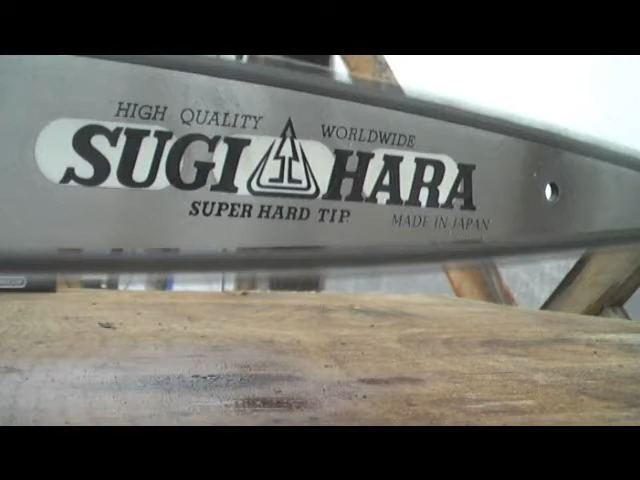 HIGH QUALITY WORLDWIDE
SUGI HARA
SUPER HARD TIP.
MADE IN JAPAN